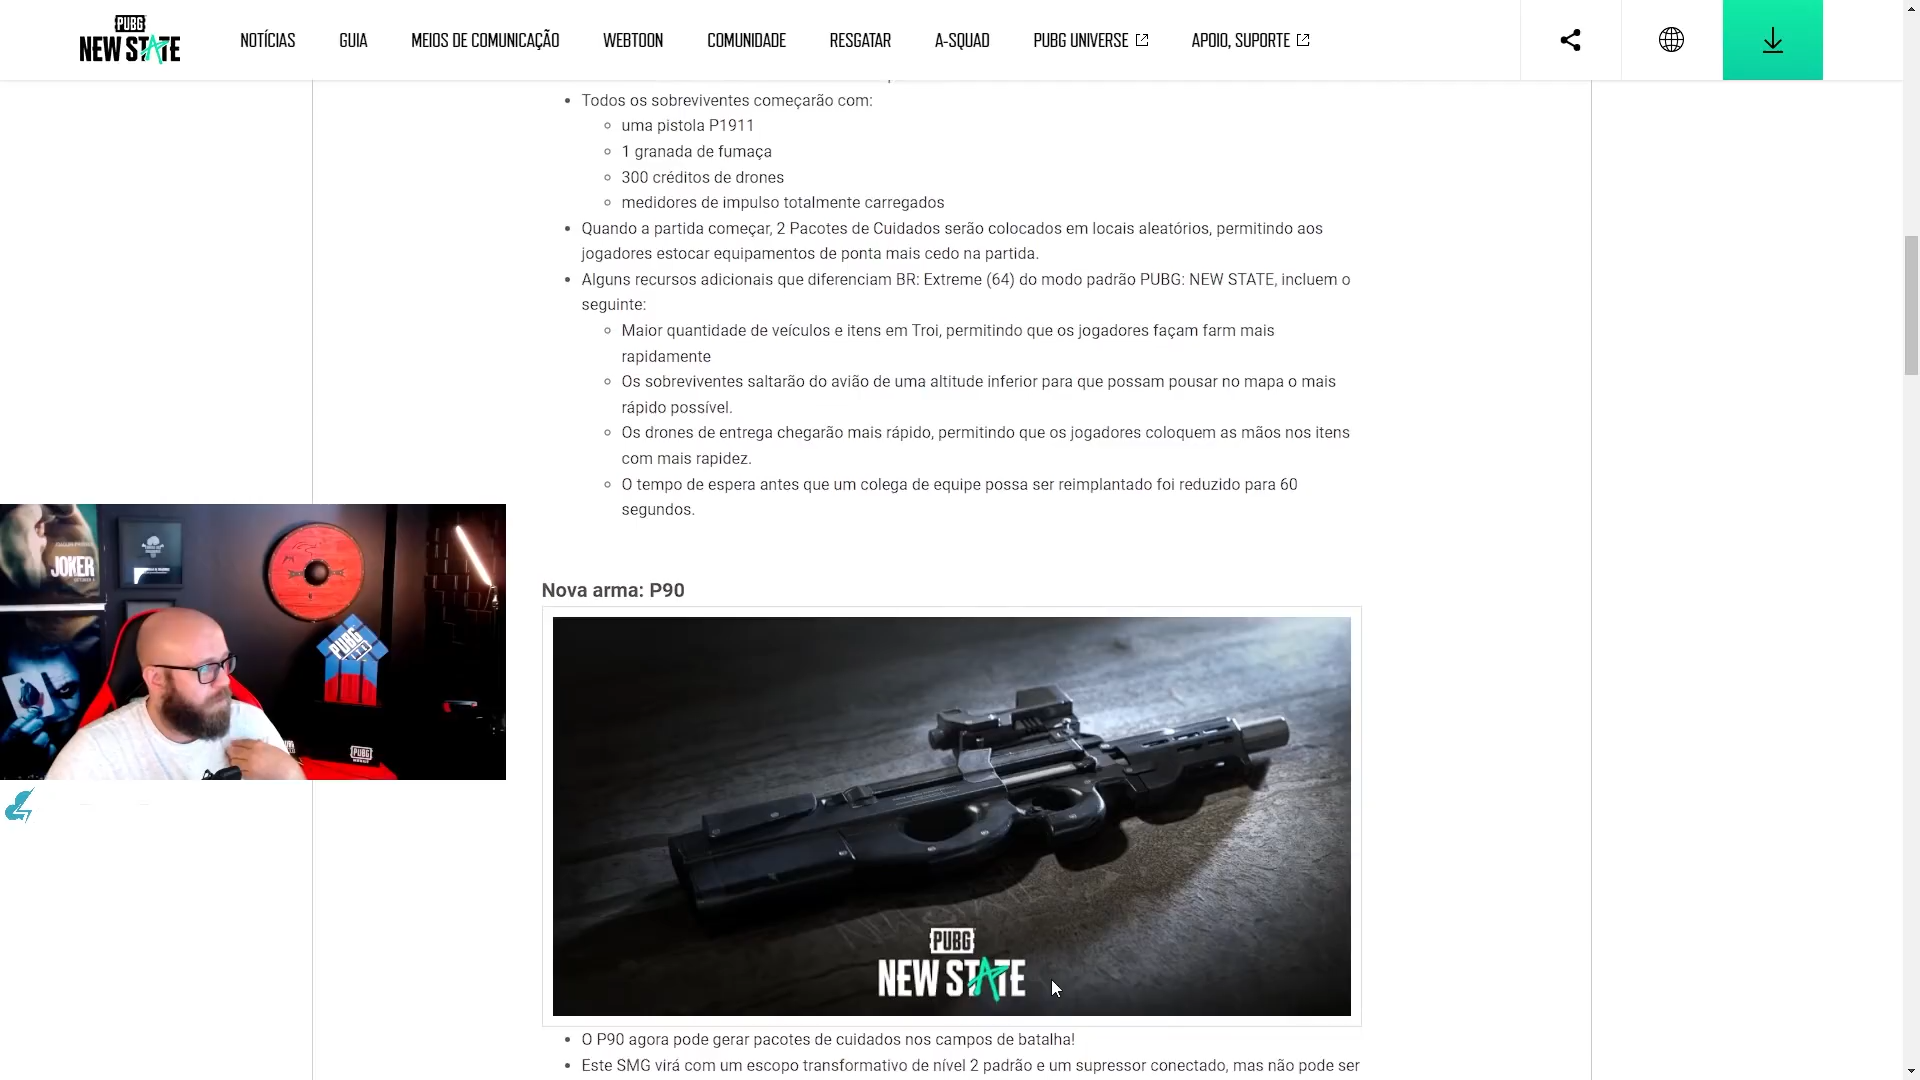 PUBG
NEW STATE
NOTÍCIAS
GUIA
MEIOS DE COMUNICAÇÃO
WEBTOON
COMUNIDADE
RESGATAR
A-SQUAD
PUBG UNIVERSE
APOIO, SUPORTE
Todos os sobreviventes começarão com:
uma pistola P1911
1 granada de fumaça
300 créditos de drones
medidores de impulso totalmente carregados
Quando a partida começar, 2 Pacotes de Cuidados serão colocados em locais aleatórios, permitindo aos
jogadores estocar equipamentos de ponta mais cedo na partida.
Alguns recursos adicionais que diferenciam BR: Extreme (64) do modo padrão PUBG: NEW STATE, incluem o
seguinte:
Maior quantidade de veículos e itens em Troi, permitindo que os jogadores façam farm mais
rapidamente
Os sobreviventes saltarão do avião de uma altitude inferior para que possam pousar no mapa o mais
rápido possível.
Os drones de entrega chegarão mais rápido, permitindo que os jogadores coloquem as mãos nos itens
com mais rapidez.
O tempo de espera antes que um colega de equipe possa ser reimplantado foi reduzido para 60
segundos.
JOKER
PUBG
PUBG
Nova arma: P90
PUBG
NEW STATE
O P90 agora pode gerar pacotes de cuidados nos campos de batalha!
Este SMG virá com um escopo transformativo de nível 2 padrão e um supressor conectado, mas não pode ser